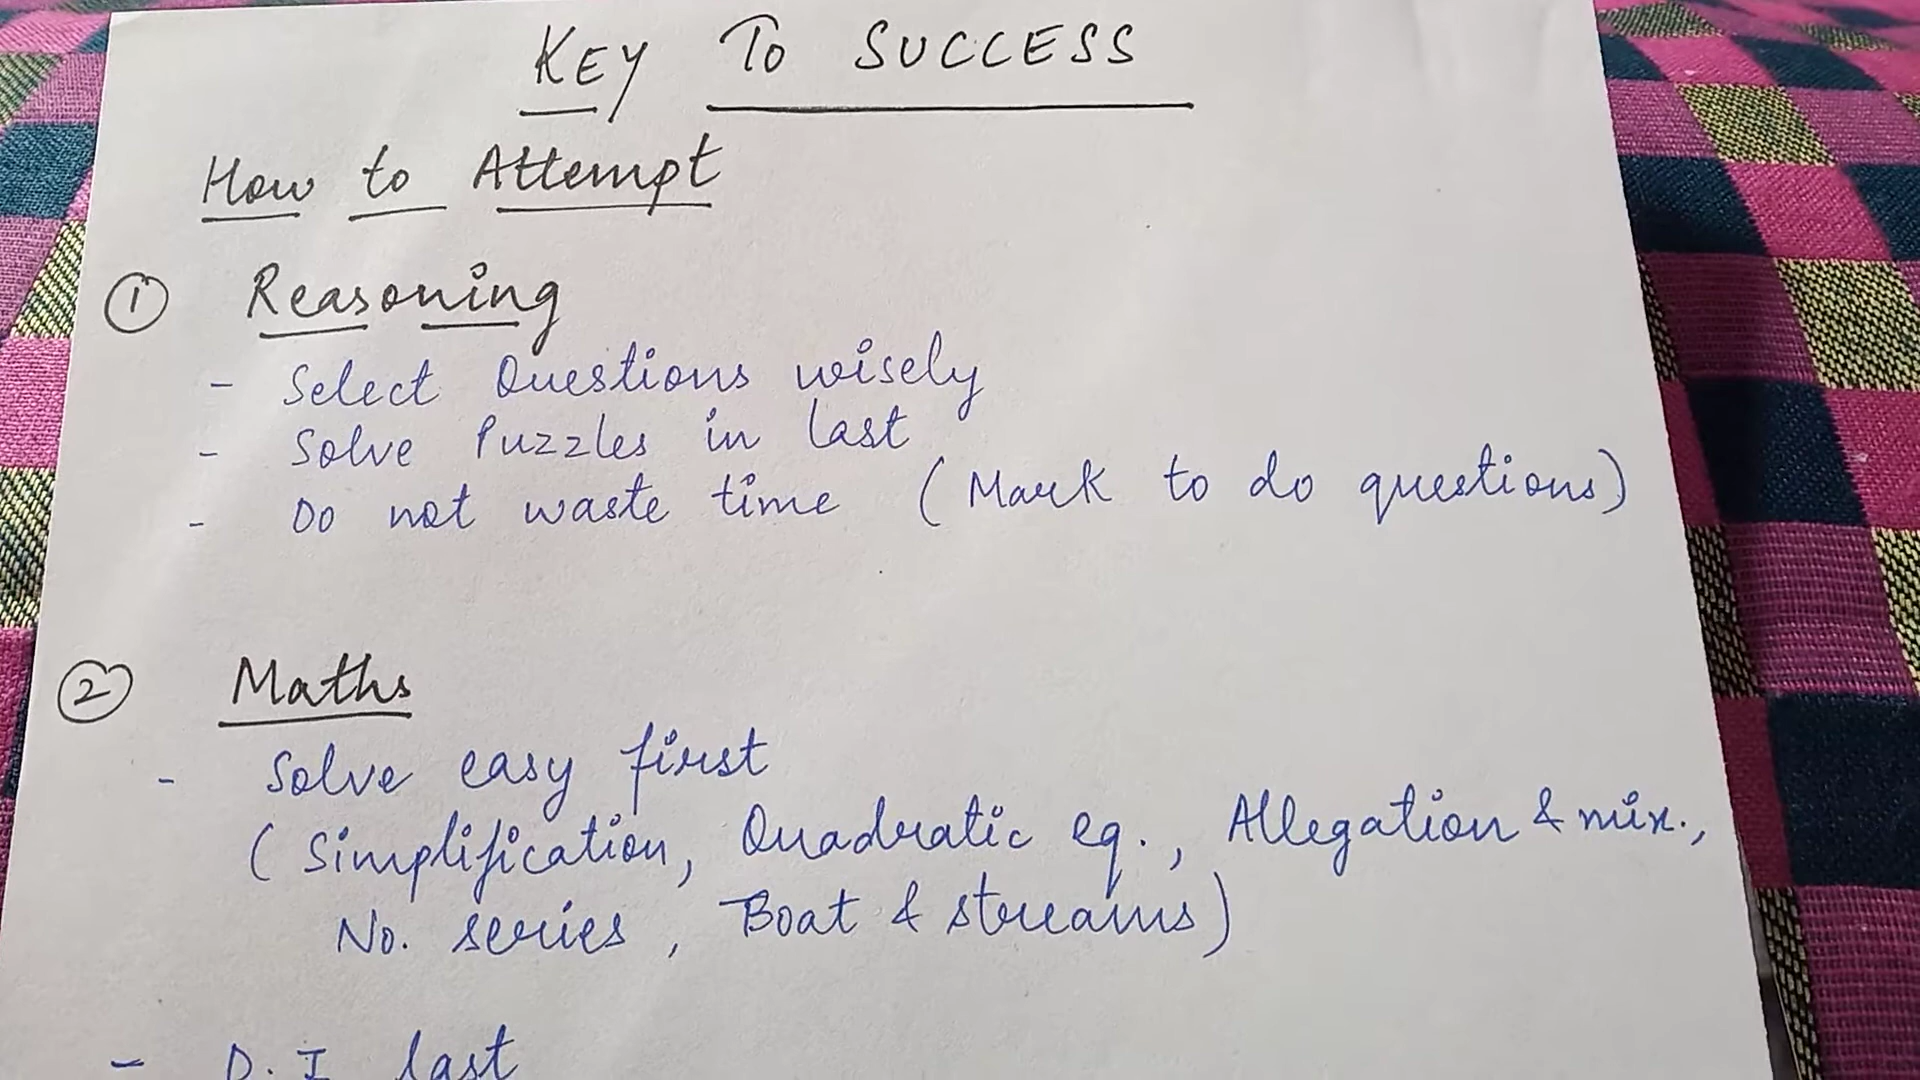 KEY TO SUCCESS
How to Attempt
① Reasoning
- Select Questions wisely
- Solve Puzzles in last
- Do not waste time (Mark to do questions)
② Maths
- Solve easy first
(Simplification, Quadratic eq., Allegation & mix.,
No. series, Boat & streams)
- D.I last